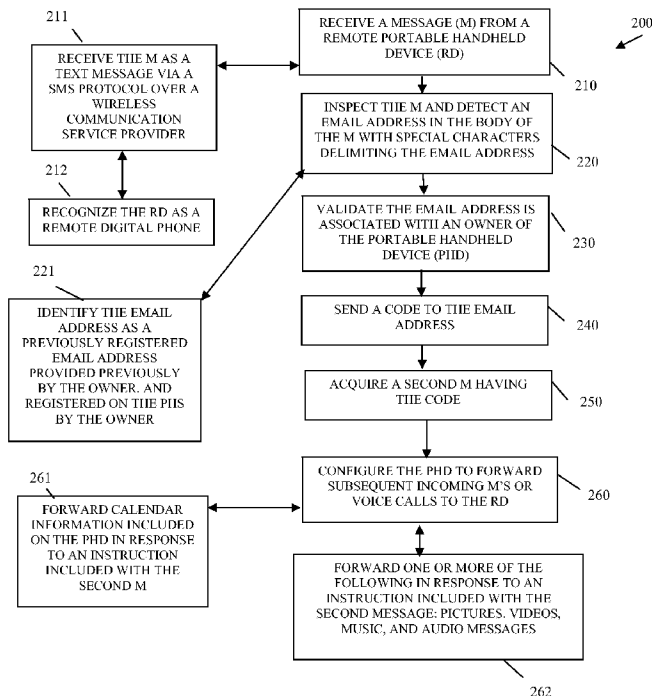 211
RECEIVE THE M AS A
TEXT MESSAGE VIA A
SMS PROTOCOL OVER A
WIRELESS
COMMUNICATION
SERVICE PROVIDER
RECEIVE A MESSAGE (M) FROM A
REMOTE PORTABLE HANDHELD
DEVICE (RD)
200
210
INSPECT THE M AND DETECT AN
EMAIL ADDRESS IN THE BODY OF
THE M WITH SPECIAL CHARACTERS
DELIMITING THE EMAIL ADDRESS
220
212
RECOGNIZE THE RD AS A
REMOTE DIGITAL PHONE
VALIDATE THE EMAIL ADDRESS IS
ASSOCIATED WITH AN OWNER OF
THE PORTABLE HANDHELD
DEVICE (PHD)
230
221
IDENTIFY THE EMAIL
ADDRESS AS A
PREVIOUSLY REGISTERED
EMAIL ADDRESS
PROVIDED PREVIOUSLY
BY THE OWNER. AND
REGISTERED ON THE PHS
BY THE OWNER
SEND A CODE TO THE EMAIL
ADDRESS
240
ACQUIRE A SECOND M HAVING
THE CODE
250
CONFIGURE THE PHD TO FORWARD
SUBSEQUENT INCOMING M'S OR
VOICE CALLS TO THE RD
260
261
FORWARD CALENDAR
INFORMATION INCLUDED
ON THE PHD IN RESPONSE
TO AN INSTRUCTION
INCLUDED WITH THE
SECOND M
FORWARD ONE OR MORE OF THE
FOLLOWING IN RESPONSE TO AN
INSTRUCTION INCLUDED WITH THE
SECOND MESSAGE: PICTURES. VIDEOS,
MUSIC, AND AUDIO MESSAGES
262